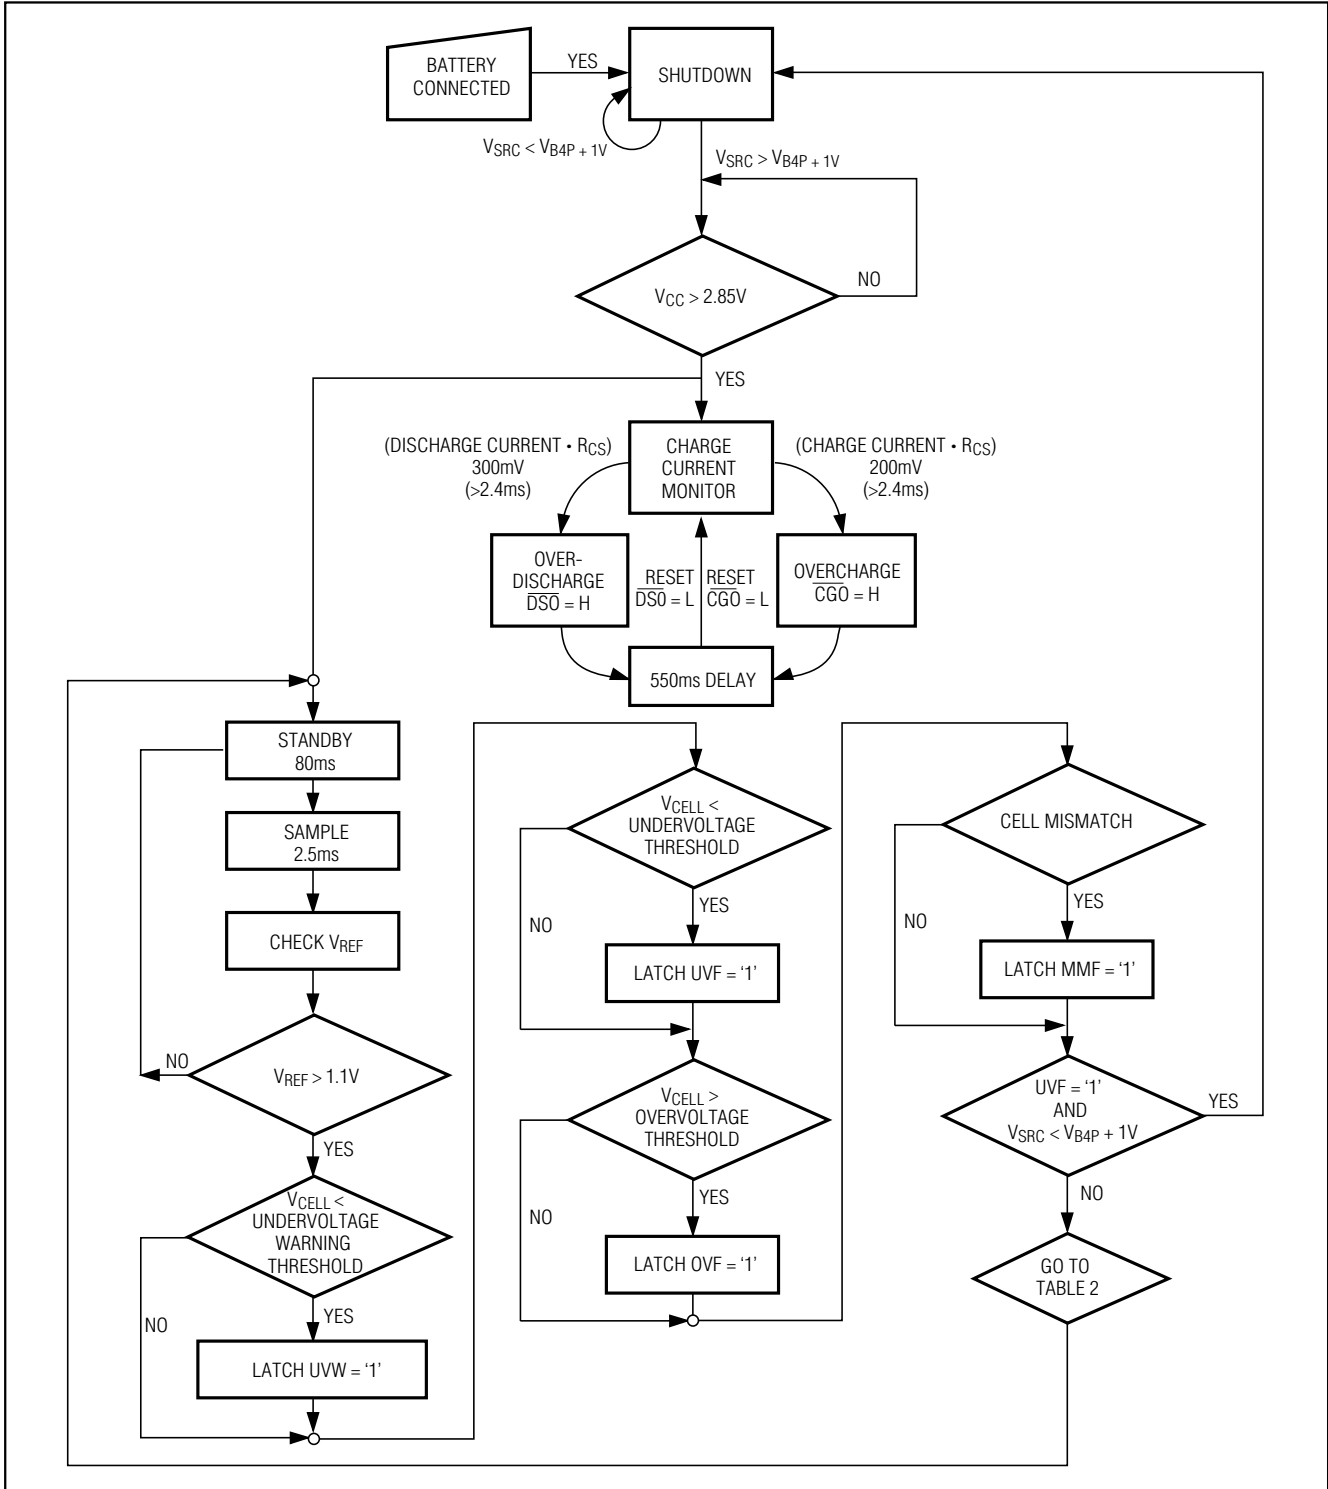 BATTERY
CONNECTED
YES
SHUTDOWN
VSRC < VB4P + 1V
VSRC > VB4P + 1V
VCC > 2.85V
NO
YES
(DISCHARGE CURRENT • RCS)
300mV
(>2.4ms)
CHARGE
CURRENT
MONITOR
(CHARGE CURRENT • RCS)
200mV
(>2.4ms)
OVER-
DISCHARGE
DSO = H
RESET
DSO = L
RESET
CGO = L
OVERCHARGE
CGO = H
550ms DELAY
STANDBY
80ms
SAMPLE
2.5ms
CHECK VREF
VREF > 1.1V
NO
YES
VCELL <
UNDERVOLTAGE
WARNING
THRESHOLD
NO
YES
LATCH UVW = ‘1’
VCELL <
UNDERVOLTAGE
THRESHOLD
NO
YES
LATCH UVF = ‘1’
VCELL >
OVERVOLTAGE
THRESHOLD
NO
YES
LATCH OVF = ‘1’
CELL MISMATCH
NO
YES
LATCH MMF = ‘1’
UVF = ‘1’
AND
VSRC < VB4P + 1V
YES
NO
GO TO
TABLE 2